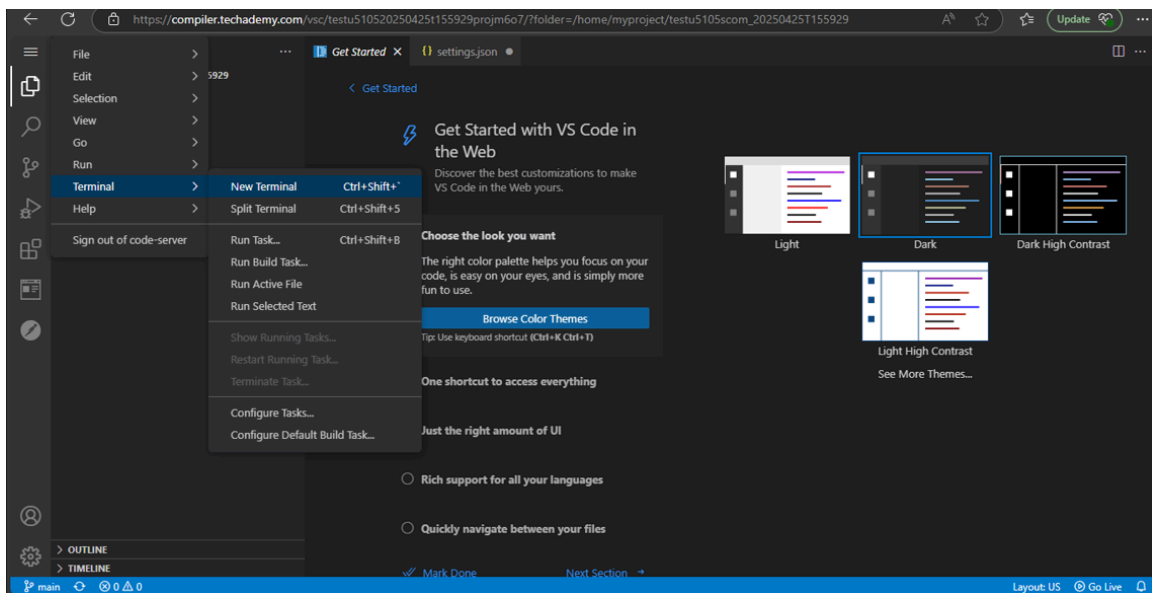 https://compiler.techademy.com/vsc/testu510520250425t155929projm6o7/?folder=/home/myproject/testu5105scom_20250425T155929
Update
File
Edit
Selection
View
Go
Run
Terminal
Help
Sign out of code-server
5929
New Terminal Ctrl+Shift+`
Split Terminal Ctrl+Shift+5
Run Task... Ctrl+Shift+B
Run Build Task...
Run Active File
Run Selected Text
Show Running Tasks...
Restart Running Task...
Terminate Task...
Configure Tasks...
Configure Default Build Task...
Get Started
{} settings.json
< Get Started
Get Started with VS Code in
the Web
Discover the best customizations to make
VS Code in the Web yours.
Choose the look you want
The right color palette helps you focus on your
code, is easy on your eyes, and is simply more
fun to use.
Browse Color Themes
Tip: Use keyboard shortcut (Ctrl+K Ctrl+T)
One shortcut to access everything
Just the right amount of UI
Rich support for all your languages
Quickly navigate between your files
Mark Done
Next Section →
Light
Dark
Dark High Contrast
Light High Contrast
See More Themes...
> OUTLINE
> TIMELINE
main
0 0
Layout: US
Go Live